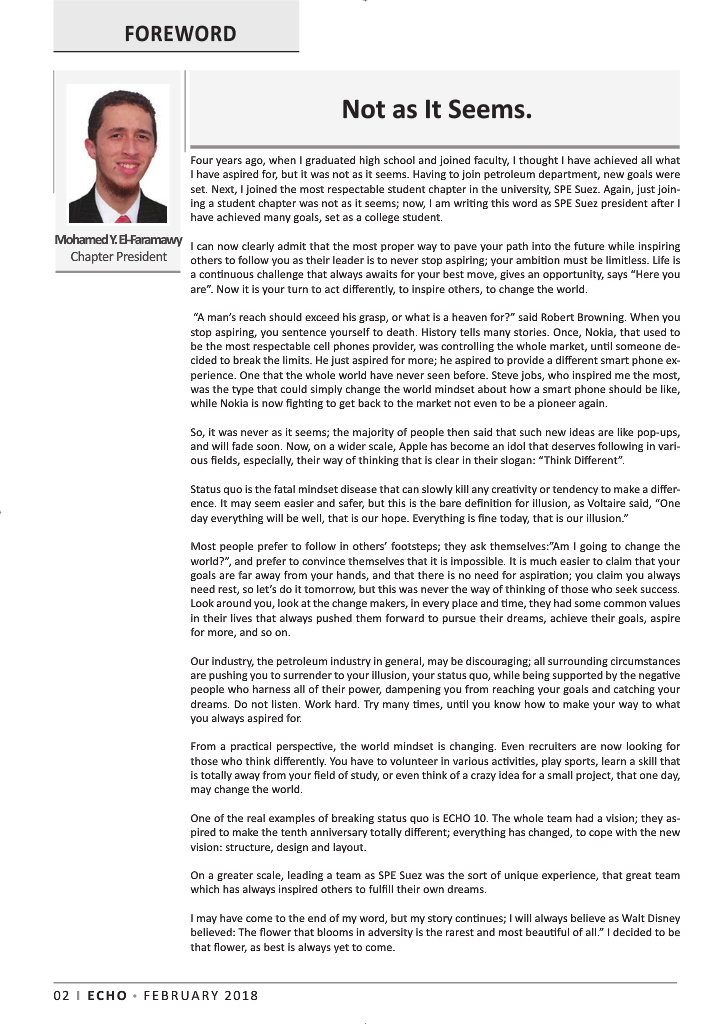 FOREWORD
Not as It Seems.
Mohamed Y. El-Faramawy
Chapter President
Four years ago, when I graduated high school and joined faculty, I thought I have achieved all what
I have aspired for, but it was not as it seems. Having to join petroleum department, new goals were
set. Next, I joined the most respectable student chapter in the university, SPE Suez. Again, just join-
ing a student chapter was not as it seems; now, I am writing this word as SPE Suez president after I
have achieved many goals, set as a college student.
I can now clearly admit that the most proper way to pave your path into the future while inspiring
others to follow you as their leader is to never stop aspiring; your ambition must be limitless. Life is
a continuous challenge that always awaits for your best move, gives an opportunity, says “Here you
are”. Now it is your turn to act differently, to inspire others, to change the world.
“A man’s reach should exceed his grasp, or what is a heaven for?” said Robert Browning. When you
stop aspiring, you sentence yourself to death. History tells many stories. Once, Nokia, that used to
be the most respectable cell phones provider, was controlling the whole market, until someone de-
cided to break the limits. He just aspired for more; he aspired to provide a different smart phone ex-
perience. One that the whole world have never seen before. Steve jobs, who inspired me the most,
was the type that could simply change the world mindset about how a smart phone should be like,
while Nokia is now fighting to get back to the market not even to be a pioneer again.
So, it was never as it seems; the majority of people then said that such new ideas are like pop-ups,
and will fade soon. Now, on a wider scale, Apple has become an idol that deserves following in vari-
ous fields, especially, their way of thinking that is clear in their slogan: “Think Different”.
Status quo is the fatal mindset disease that can slowly kill any creativity or tendency to make a differ-
ence. It may seem easier and safer, but this is the bare definition for illusion, as Voltaire said, “One
day everything will be well, that is our hope. Everything is fine today, that is our illusion.”
Most people prefer to follow in others’ footsteps; they ask themselves:”Am I going to change the
world?”, and prefer to convince themselves that it is impossible. It is much easier to claim that your
goals are far away from your hands, and that there is no need for aspiration; you claim you always
need rest, so let’s do it tomorrow, but this was never the way of thinking of those who seek success.
Look around you, look at the change makers, in every place and time, they had some common values
in their lives that always pushed them forward to pursue their dreams, achieve their goals, aspire
for more, and so on.
Our industry, the petroleum industry in general, may be discouraging; all surrounding circumstances
are pushing you to surrender to your illusion, your status quo, while being supported by the negative
people who harness all of their power, dampening you from reaching your goals and catching your
dreams. Do not listen. Work hard. Try many times, until you know how to make your way to what
you always aspired for.
From a practical perspective, the world mindset is changing. Even recruiters are now looking for
those who think differently. You have to volunteer in various activities, play sports, learn a skill that
is totally away from your field of study, or even think of a crazy idea for a small project, that one day,
may change the world.
One of the real examples of breaking status quo is ECHO 10. The whole team had a vision; they as-
pired to make the tenth anniversary totally different; everything has changed, to cope with the new
vision: structure, design and layout.
On a greater scale, leading a team as SPE Suez was the sort of unique experience, that great team
which has always inspired others to fulfill their own dreams.
I may have come to the end of my word, but my story continues; I will always believe as Walt Disney
believed: The flower that blooms in adversity is the rarest and most beautiful of all.” I decided to be
that flower, as best is always yet to come.
02 I ECHO • FEBRUARY 2018